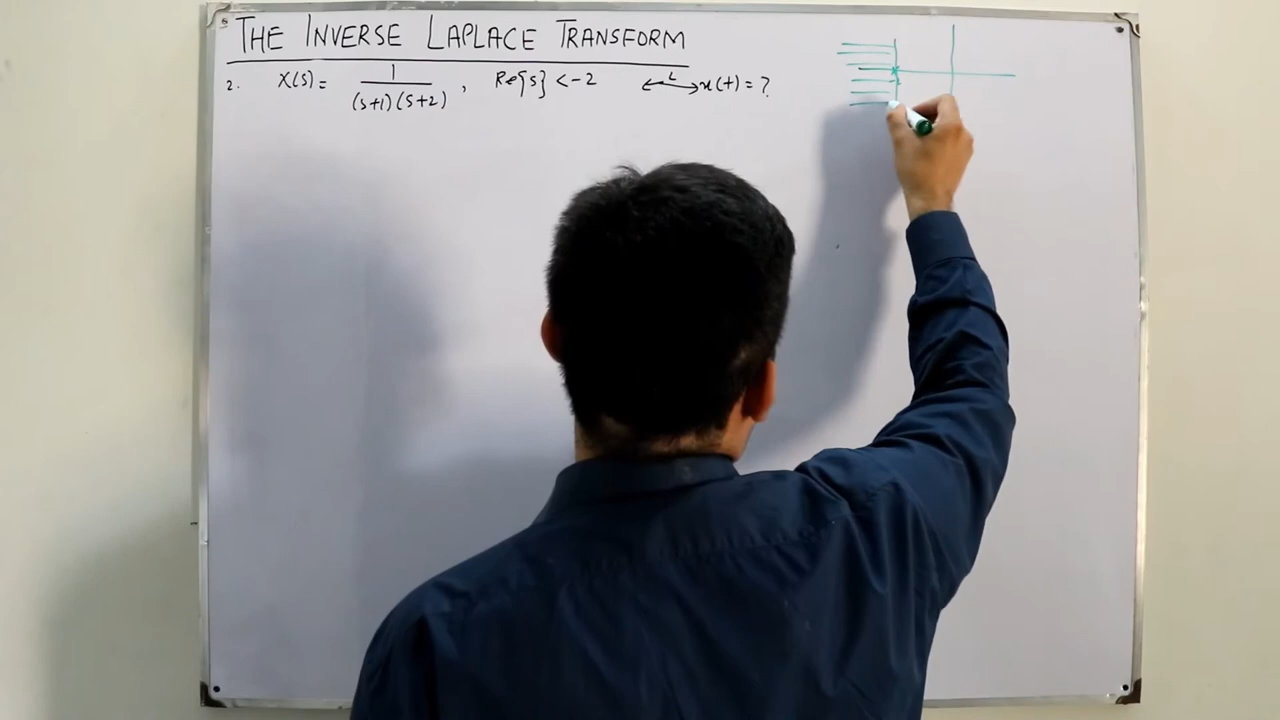 THE INVERSE LAPLACE TRANSFORM
2. X(s) = 1/((s+1)(s+2)), Re{s} < -2 ⟷L x(t) = ?